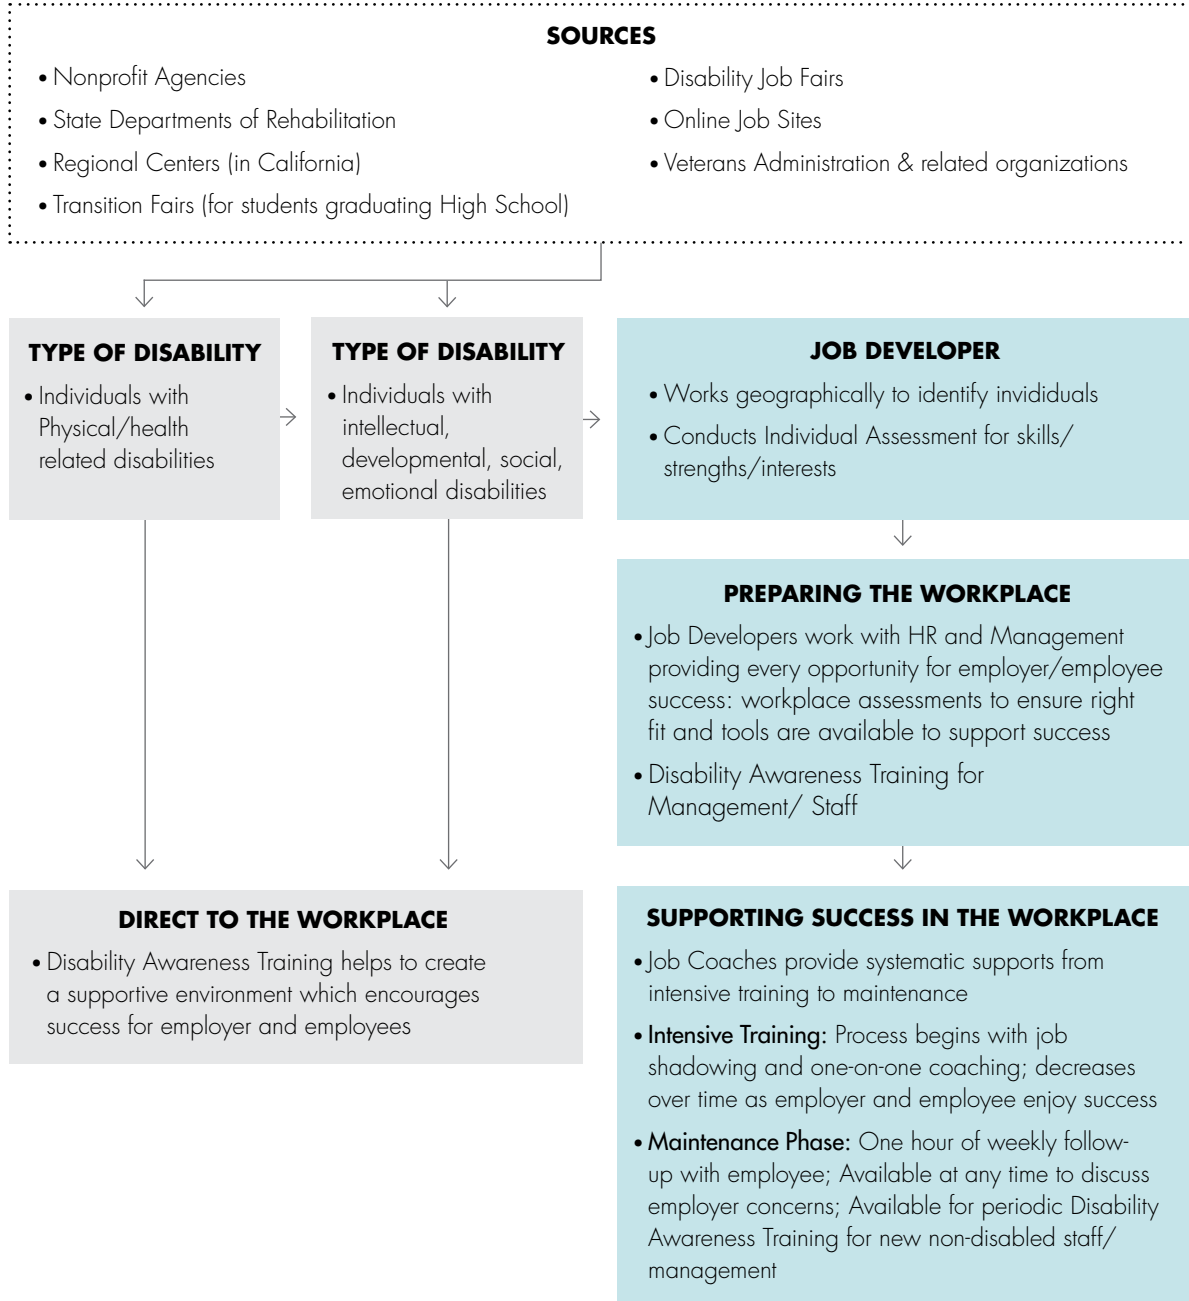 SOURCES
• Nonprofit Agencies
• State Departments of Rehabilitation
• Regional Centers (in California)
• Transition Fairs (for students graduating High School)
• Disability Job Fairs
• Online Job Sites
• Veterans Administration & related organizations
TYPE OF DISABILITY
• Individuals with
Physical/health
related disabilities
TYPE OF DISABILITY
• Individuals with
intellectual,
developmental, social,
emotional disabilities
JOB DEVELOPER
• Works geographically to identify invididuals
• Conducts Individual Assessment for skills/
strengths/interests
PREPARING THE WORKPLACE
• Job Developers work with HR and Management
providing every opportunity for employer/employee
success: workplace assessments to ensure right
fit and tools are available to support success
• Disability Awareness Training for
Management/ Staff
DIRECT TO THE WORKPLACE
• Disability Awareness Training helps to create
a supportive environment which encourages
success for employer and employees
SUPPORTING SUCCESS IN THE WORKPLACE
• Job Coaches provide systematic supports from
intensive training to maintenance
• Intensive Training: Process begins with job
shadowing and one-on-one coaching; decreases
over time as employer and employee enjoy success
• Maintenance Phase: One hour of weekly follow-
up with employee; Available at any time to discuss
employer concerns; Available for periodic Disability
Awareness Training for new non-disabled staff/
management